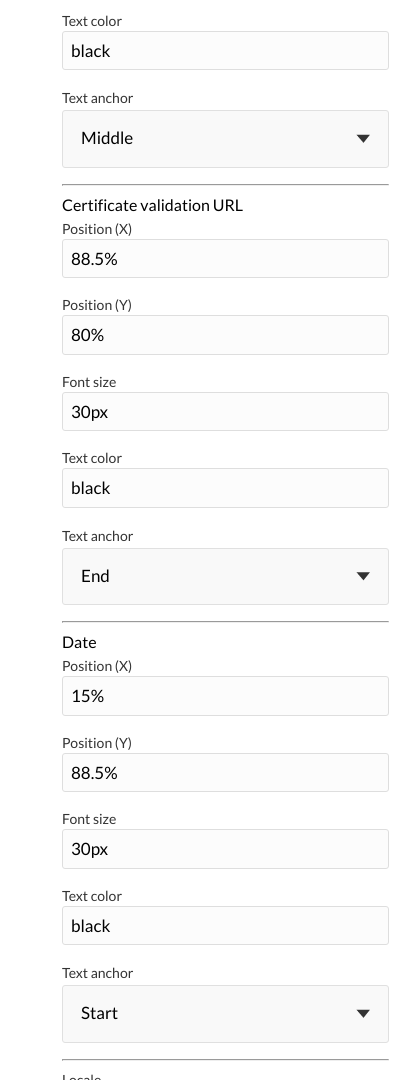 Text color
black
Text anchor
Middle
Certificate validation URL
Position (X)
88.5%
Position (Y)
80%
Font size
30px
Text color
black
Text anchor
End
Date
Position (X)
15%
Position (Y)
88.5%
Font size
30px
Text color
black
Text anchor
Start
Locale